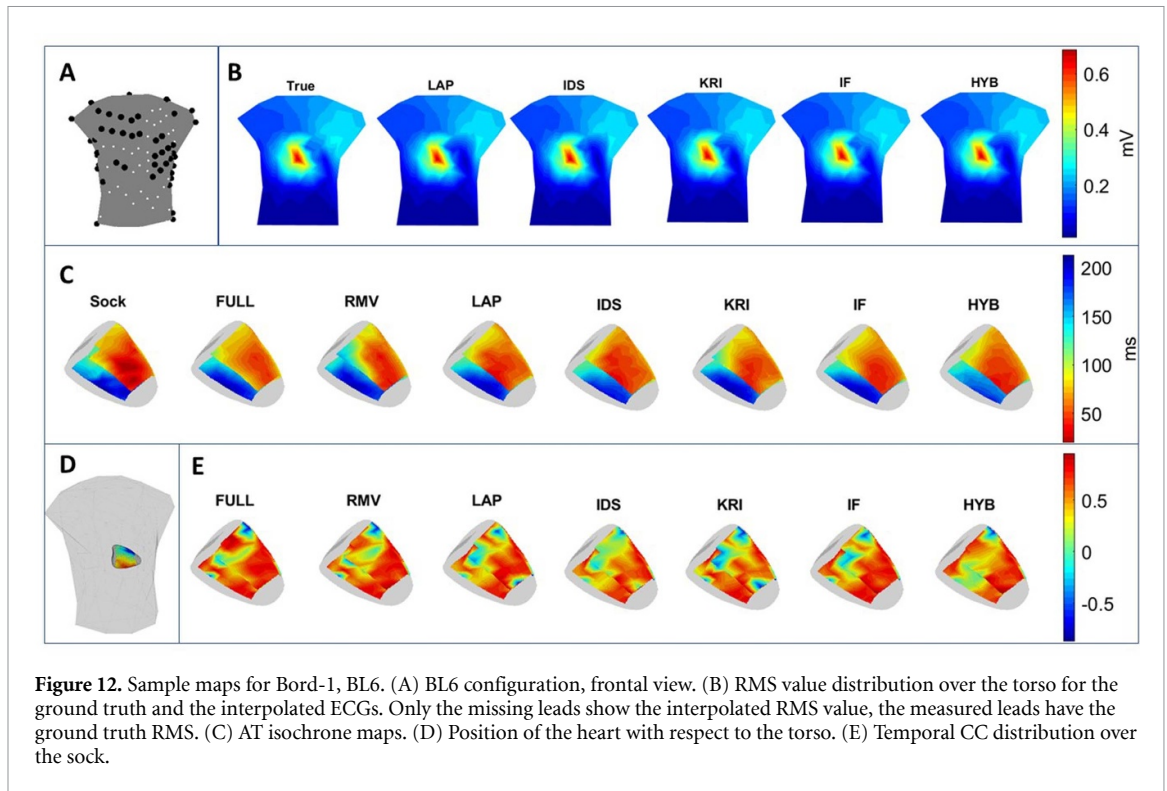 A
B
True
LAP
IDS
KRI
IF
HYB
0.6
0.4
0.2
mV
C
Sock
FULL
RMV
LAP
IDS
KRI
IF
HYB
200
150
100
50
ms
D
E
FULL
RMV
LAP
IDS
KRI
IF
HYB
0.5
0
-0.5
Figure 12. Sample maps for Bord-1, BL6. (A) BL6 configuration, frontal view. (B) RMS value distribution over the torso for the
ground truth and the interpolated ECGs. Only the missing leads show the interpolated RMS value, the measured leads have the
ground truth RMS. (C) AT isochrone maps. (D) Position of the heart with respect to the torso. (E) Temporal CC distribution over
the sock.